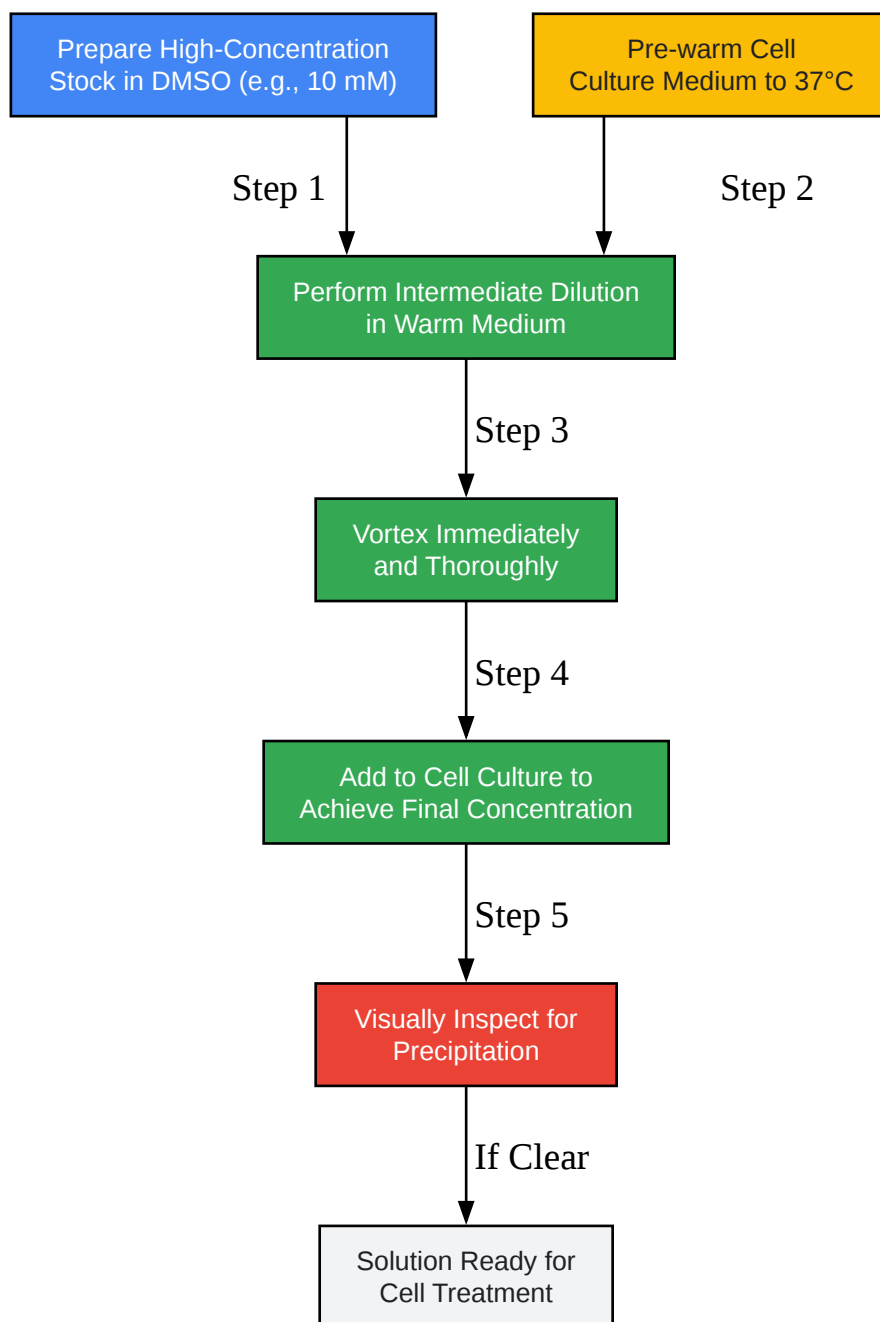 Prepare High-Concentration
Stock in DMSO (e.g., 10 mM)
Pre-warm Cell
Culture Medium to 37°C
Step 1
Step 2
Perform Intermediate Dilution
in Warm Medium
Step 3
Vortex Immediately
and Thoroughly
Step 4
Add to Cell Culture to
Achieve Final Concentration
Step 5
Visually Inspect for
Precipitation
If Clear
Solution Ready for
Cell Treatment